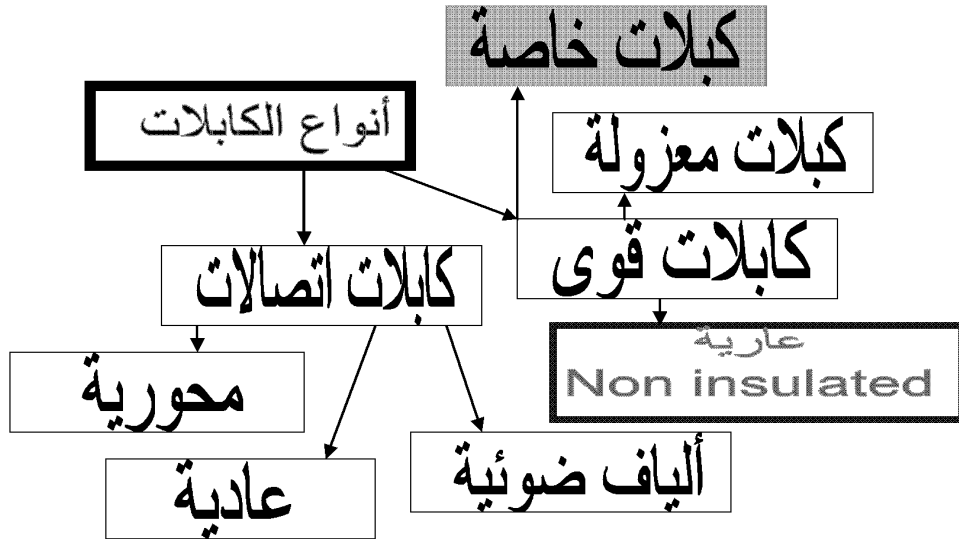 كبلات خاصة
أنواع الكابلات
كبلات معزولة
كابلات قوى
كابلات اتصالات
عارية
Non insulated
محورية
ألياف ضوئية
عادية